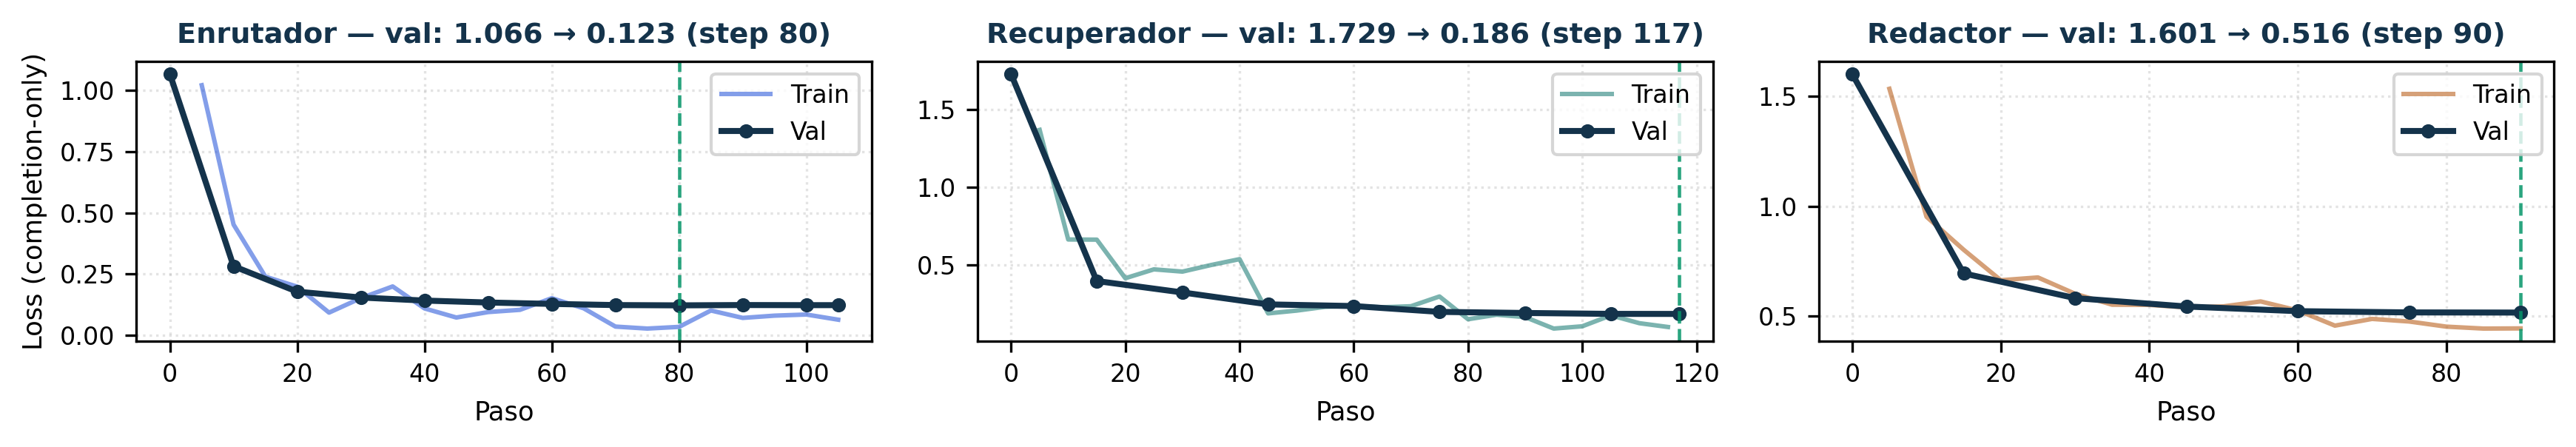 Enrutador — val: 1.066 → 0.123 (step 80)
Loss (completion-only)
1.00
0.75
0.50
0.25
0.00
Train
Val
0 20 40 60 80 100
Paso
Recuperador — val: 1.729 → 0.186 (step 117)
1.5
1.0
0.5
Train
Val
0 20 40 60 80 100 120
Paso
Redactor — val: 1.601 → 0.516 (step 90)
1.5
1.0
0.5
Train
Val
0 20 40 60 80
Paso